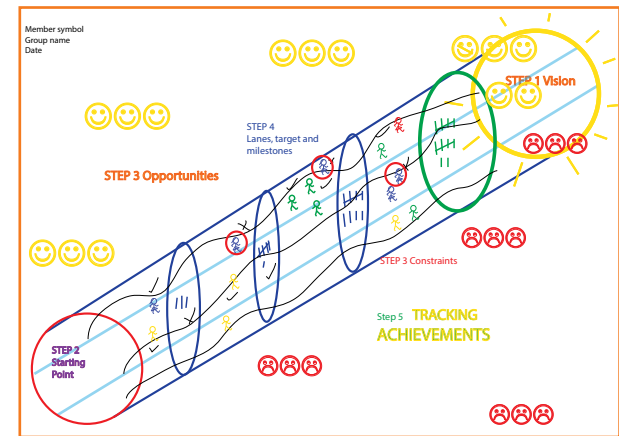 Member symbol
Group name
Date
STEP 1 Vision
STEP 4
Lanes, target and
milestones
STEP 3 Opportunities
STEP 3 Constraints
Step 5 TRACKING
ACHIEVEMENTS
STEP 2
Starting
Point